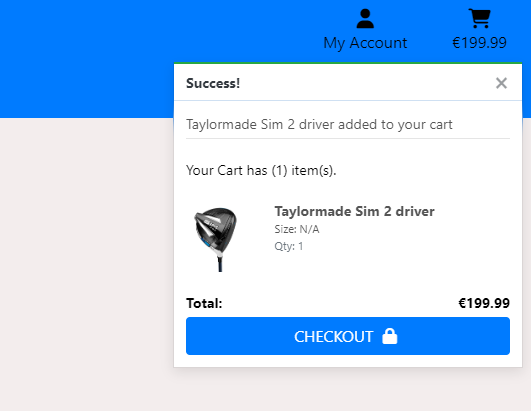 My Account
€199.99
Success!
×
Taylormade Sim 2 driver added to your cart
Your Cart has (1) item(s).
Taylormade Sim 2 driver
Size: N/A
Qty: 1
Total: €199.99
CHECKOUT